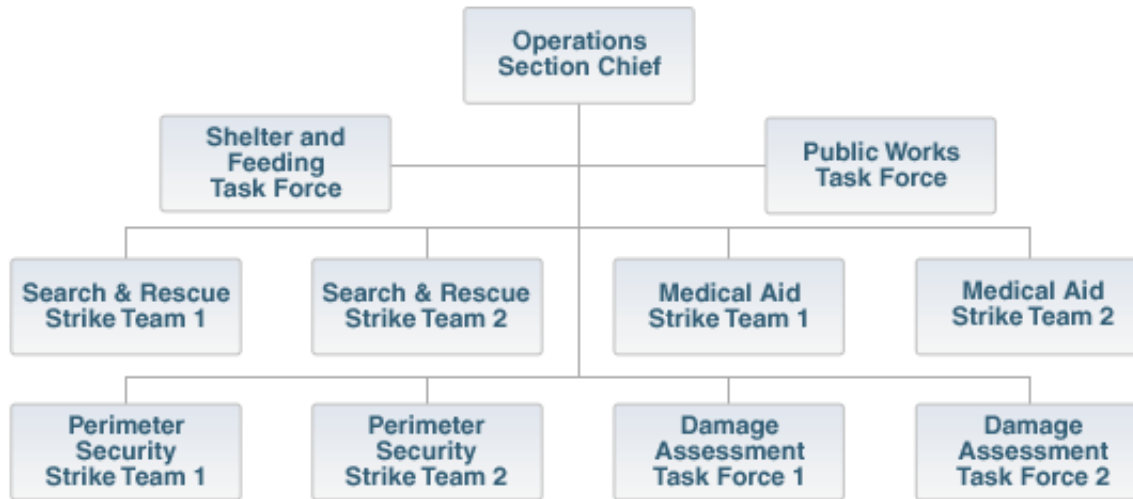 Operations
Section Chief
Shelter and
Feeding
Task Force
Public Works
Task Force
Search & Rescue
Strike Team 1
Search & Rescue
Strike Team 2
Medical Aid
Strike Team 1
Medical Aid
Strike Team 2
Perimeter
Security
Strike Team 1
Perimeter
Security
Strike Team 2
Damage
Assessment
Task Force 1
Damage
Assessment
Task Force 2